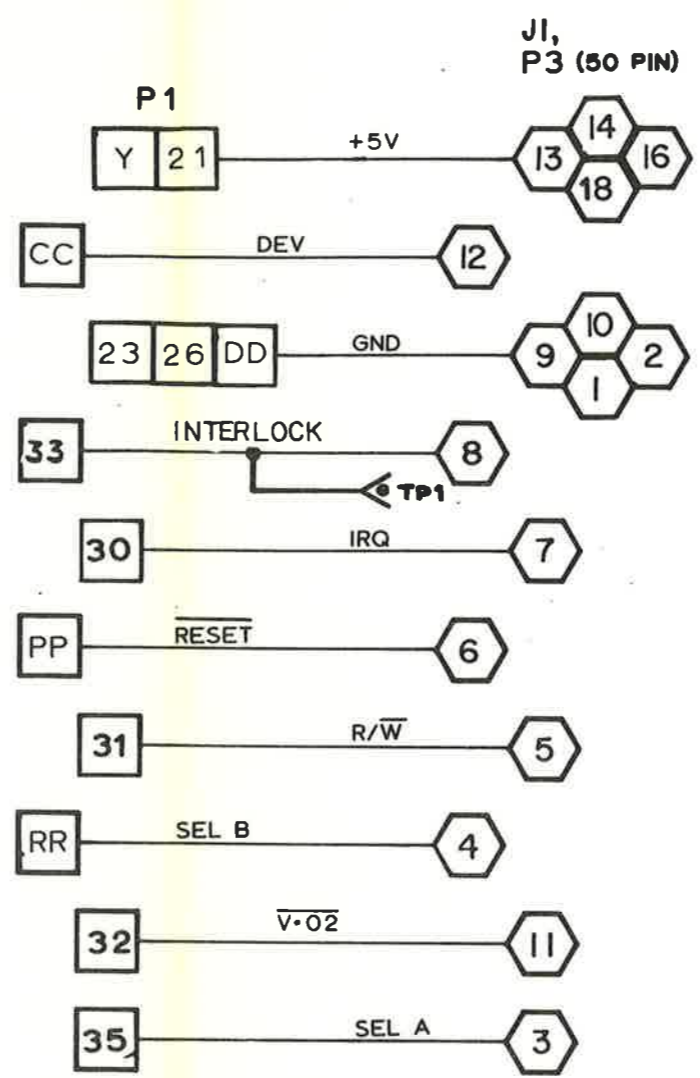 J1,
P3 (50 PIN)
P1
Y 21 +5V 13 14 18 16
CC DEV 12
23 26 DD GND 9 10 1 2
33 INTERLOCK 8
TP1
30 IRQ 7
PP RESET 6
31 R/W 5
RR SEL B 4
32 V•02 11
35 SEL A 3